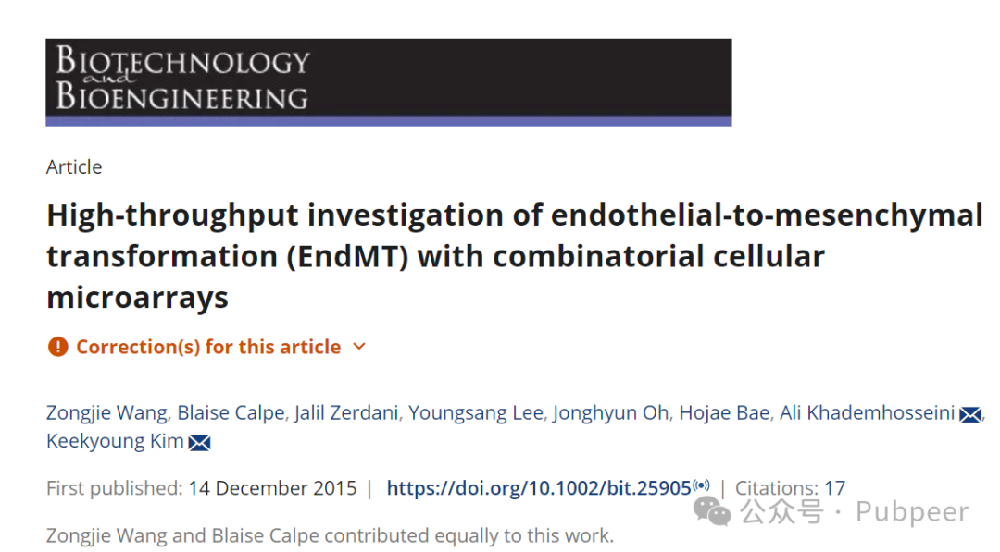 BIOTECHNOLOGY
and
BIOENGINEERING
Article
High-throughput investigation of endothelial-to-mesenchymal
transformation (EndMT) with combinatorial cellular
microarrays
Correction(s) for this article
Zongjie Wang, Blaise Calpe, Jalil Zerdani, Youngsang Lee, Jonghyun Oh, Hojae Bae, Ali Khademhosseini,
Keekyoung Kim
First published: 14 December 2015 | https://doi.org/10.1002/bit.25905 | Citations: 17
公众号 · Pubpeer
Zongjie Wang and Blaise Calpe contributed equally to this work.